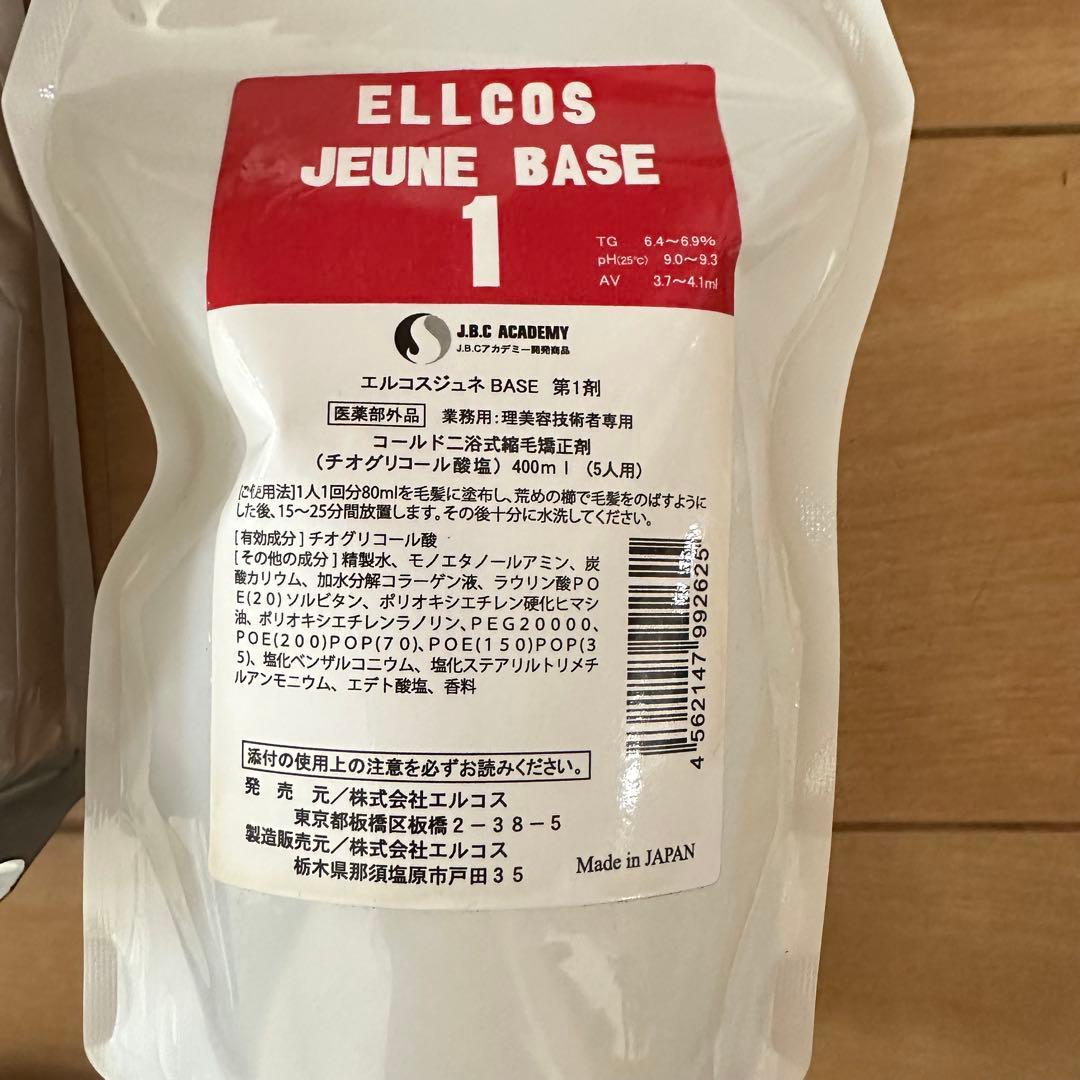 ELLCOS
JEUNE BASE
1
TG 6.4～6.9%
pH(25℃) 9.0～9.3
AV 3.7～4.1ml
J.B.C ACADEMY
J.B.Cアカデミー開発商品
エルコスジュネ BASE 第1剤
医薬部外品 業務用：理美容技術者専用
コールド二浴式縮毛矯正剤
（チオグリコール酸塩）400ml（5人用）
[ご使用法]1人1回分80mlを毛髪に塗布し、荒めの櫛で毛髪をのばすように
した後、15～25分間放置します。その後十分に水洗してください。
[有効成分]チオグリコール酸
[その他の成分]精製水、モノエタノールアミン、炭
酸カリウム、加水分解コラーゲン液、ラウリン酸PO
E(20)ソルビタン、ポリオキシエチレン硬化ヒマシ
油、ポリオキシエチレンラノリン、PEG20000、
POE(200)POP(70)、POE(150)POP(3
5)、塩化ベンザルコニウム、塩化ステアリルトリメチ
ルアンモニウム、エデト酸塩、香料
4 562147 992625
添付の使用上の注意を必ずお読みください。
発売元／株式会社エルコス
東京都板橋区板橋2－38－5
製造販売元／株式会社エルコス
栃木県那須塩原市戸田35
Made in JAPAN